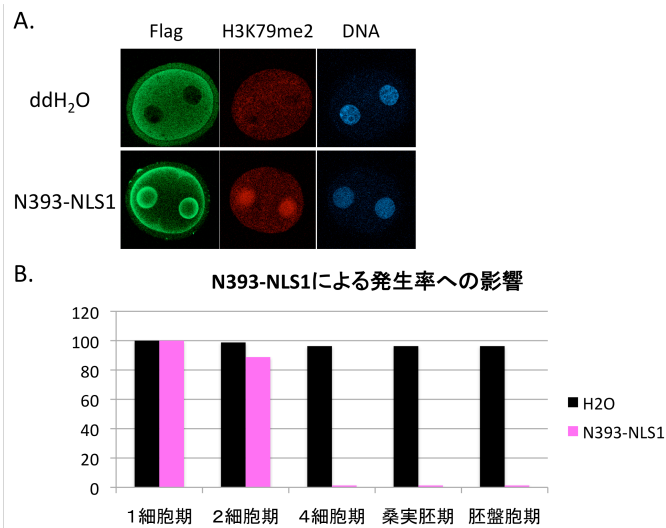 A.
Flag H3K79me2 DNA
ddH₂O
N393-NLS1
B.
N393-NLS1による発生率への影響
120
100
80
60
40
20
0
1細胞期 2細胞期 4細胞期 桑実胚期 胚盤胞期
H2O
N393-NLS1